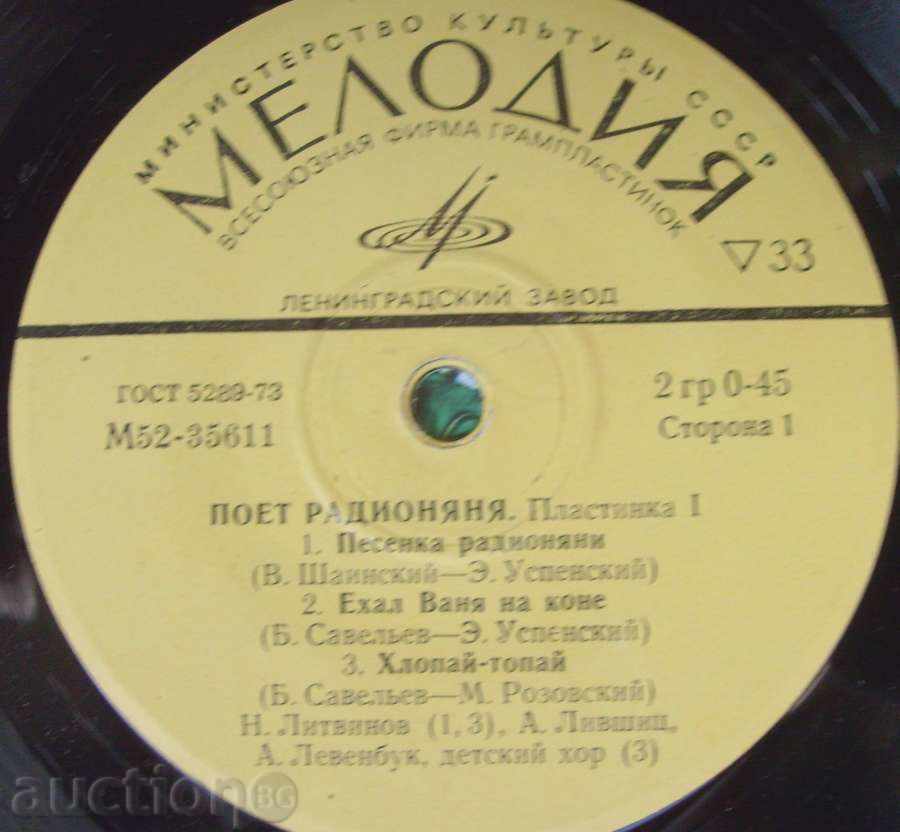 МИНИСТЕРСТВО КУЛЬТУРЫ СССР
МЕЛОДИЯ
ВСЕСОЮЗНАЯ ФИРМА ГРАМПЛАСТИНОК
▽ 33
ЛЕНИНГРАДСКИЙ ЗАВОД
ГОСТ 5289-73
2 гр 0-45
М52-35611
Сторона 1
ПОЕТ РАДИОНЯНЯ. Пластинка I
1. Песенка радионяни
(В. Шаинский—Э. Успенский)
2. Ехал Ваня на коне
(Б. Савельев—Э. Успенский)
3. Хлопай-топай
(Б. Савельев—М. Розовский)
Н. Литвинов (1,3), А. Лившиц,
А. Левенбук, детский хор (3)
auction BG